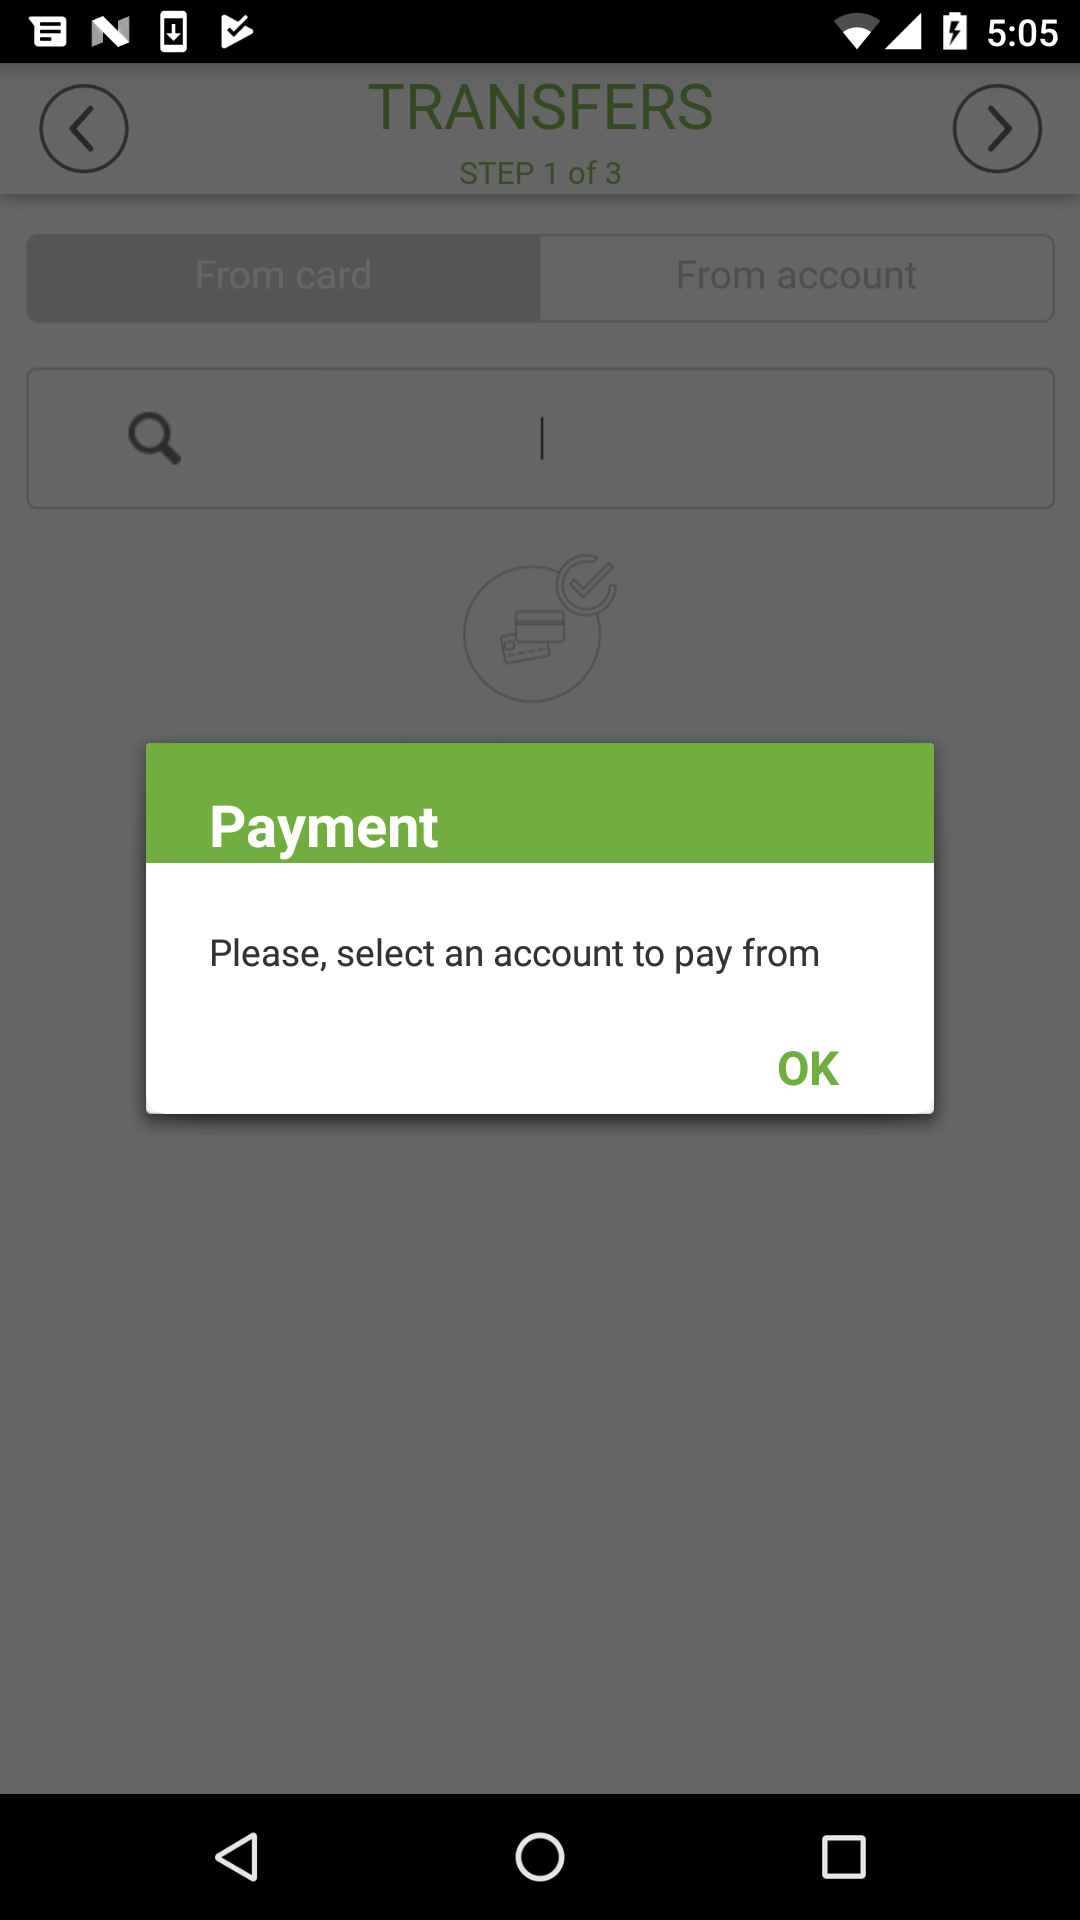 5:05
TRANSFERS
STEP 1 of 3
From card
From account
Payment
Please, select an account to pay from
OK